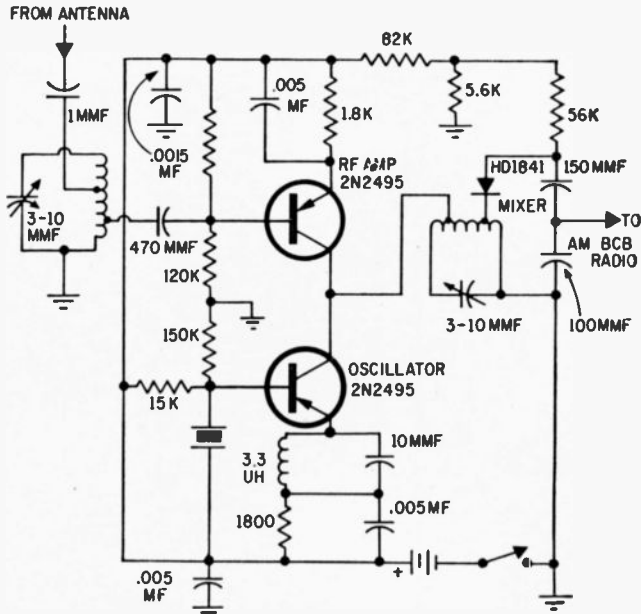 FROM ANTENNA
82K
.005
MF
1.8K
5.6K
56K
1MMF
.0015
MF
RF AMP
2N2495
HD1841
MIXER
150MMF
TO
AM BCB
RADIO
3-10
MMF
470 MMF
120K
3-10 MMF
100MMF
150K
OSCILLATOR
2N2495
15K
10MMF
3.3
UH
1800
.005MF
.005
MF
+